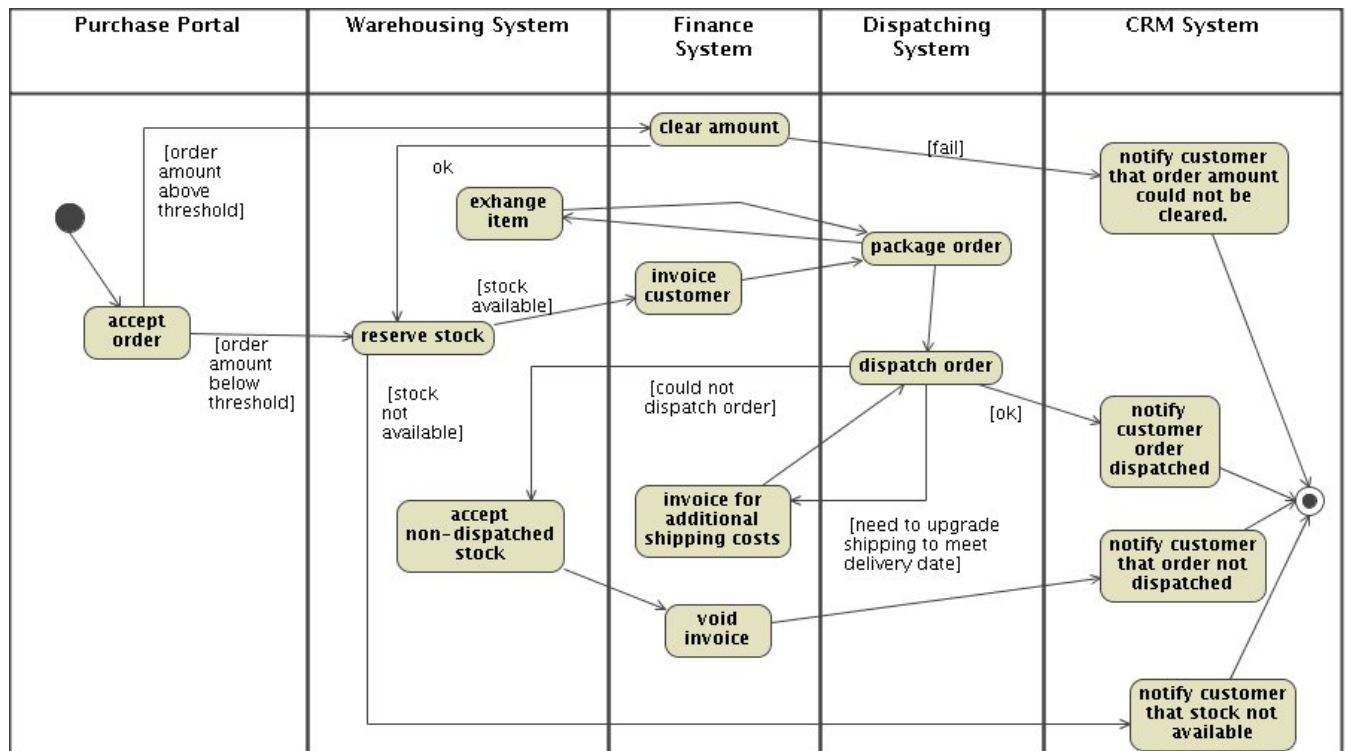 Purchase Portal
Warehousing System
Finance
System
Dispatching
System
CRM System
clear amount
[order
amount
above
threshold]
ok
[fail]
notify customer
that order amount
could not be
cleared.
exhange
item
package order
invoice
customer
[stock
available]
accept
order
reserve stock
[order
amount
below
threshold]
dispatch order
[stock
not
available]
[could not
dispatch order]
[ok]
notify
customer
order
dispatched
accept
non-dispatched
stock
invoice for
additional
shipping costs
[need to upgrade
shipping to meet
delivery date]
notify customer
that order not
dispatched
void
invoice
notify customer
that stock not
available